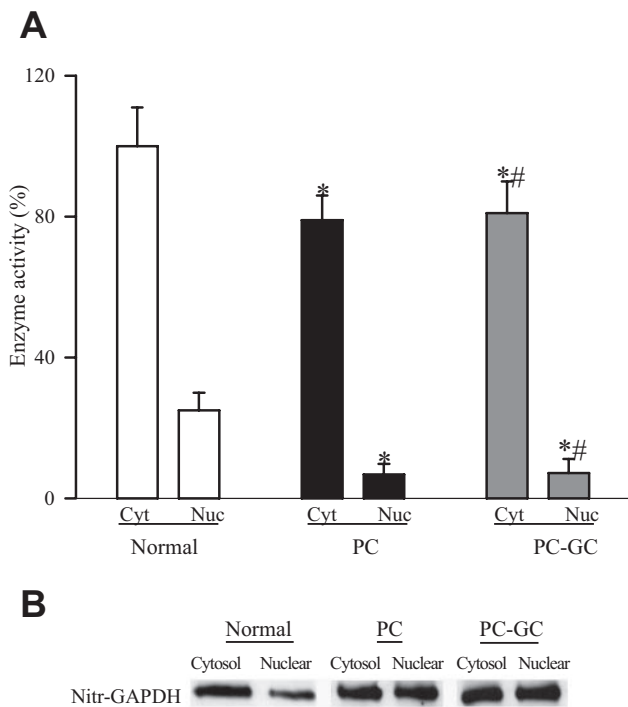 A
Enzyme activity (%)
120
80
40
0
*
*
*#
*#
Cyt Nuc Cyt Nuc Cyt Nuc
Normal PC PC-GC
B
Normal PC PC-GC
Cytosol Nuclear Cytosol Nuclear Cytosol Nuclear
Nitr-GAPDH